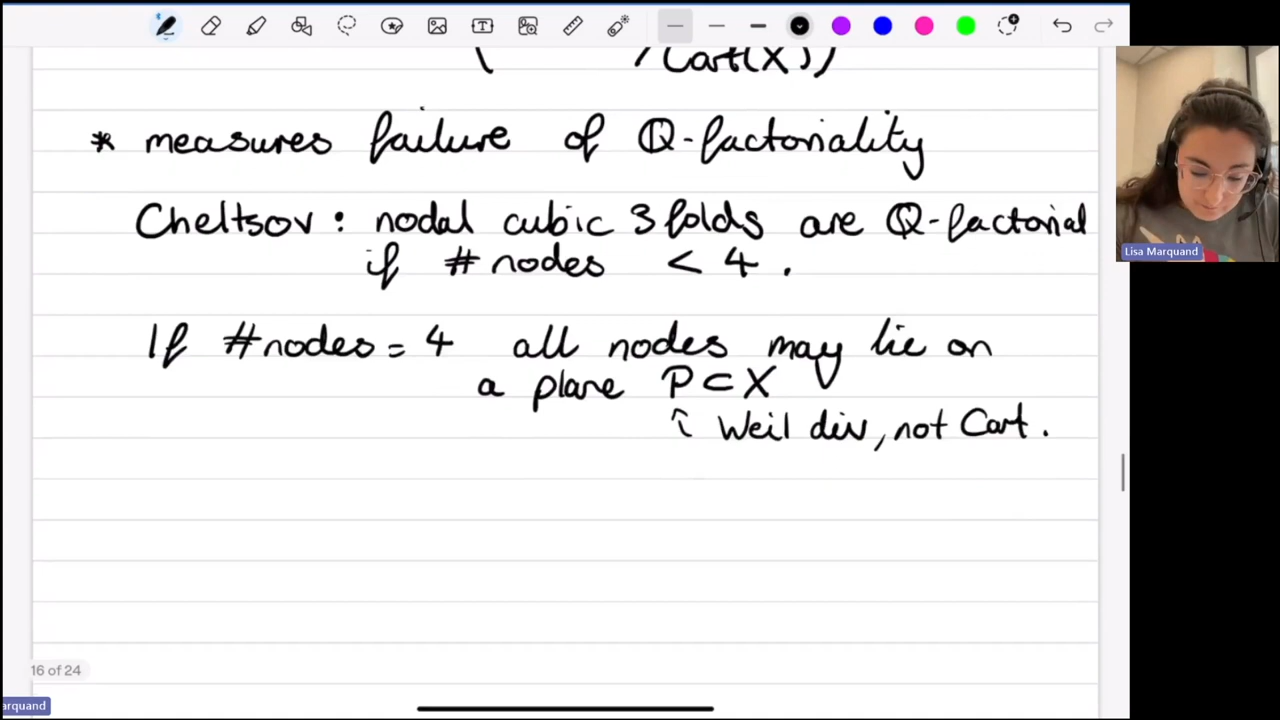 /Cart(X))
* measures failure of Q-factoriality
Cheltsov : nodal cubic 3folds are Q-factorial
if # nodes < 4 .
If #nodes = 4 all nodes may lie on
a plane P ⊂ X
↑ Weil div, not Cart .
Lisa Marquand
16 of 24
arquand